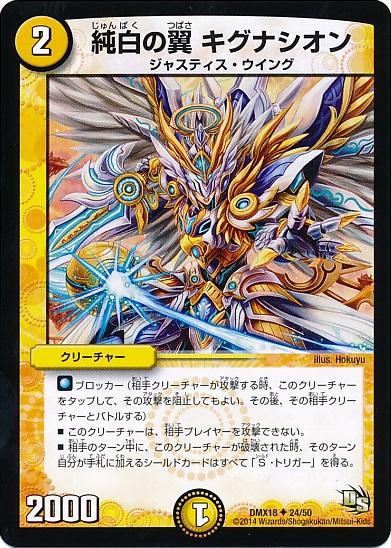 2
じゅんぱく つばさ
純白の翼 キグナシオン
ジャスティス・ウイング
クリーチャー
illus. Hokuyu
ブロッカー(相手クリーチャーが攻撃する時、このクリーチャー
をタップして、その攻撃を阻止してもよい。その後、その相手クリー
チャーとバトルする)
■ このクリーチャーは、相手プレイヤーを攻撃できない。
■ 相手のターン中に、このクリーチャーが破壊された時、そのターン
自分が手札に加えるシールドカードはすべて「S・トリガー」を得る。
2000
1
DS
DMX18 ♦ 24/50
©2014 Wizards/Shogakukan/Mitsui-Kids